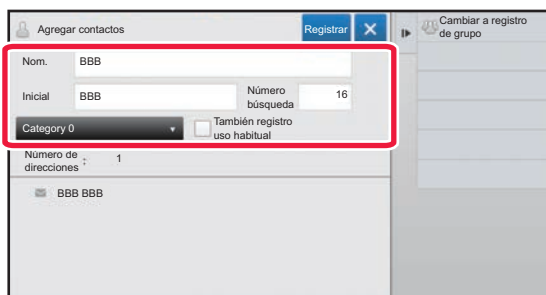 Agregar contactos
Registrar
Cambiar a registro
de grupo
Nom.
BBB
Inicial
BBB
Número
búsqueda
16
Category 0
También registro
uso habitual
Número de
direcciones
:
1
BBB BBB